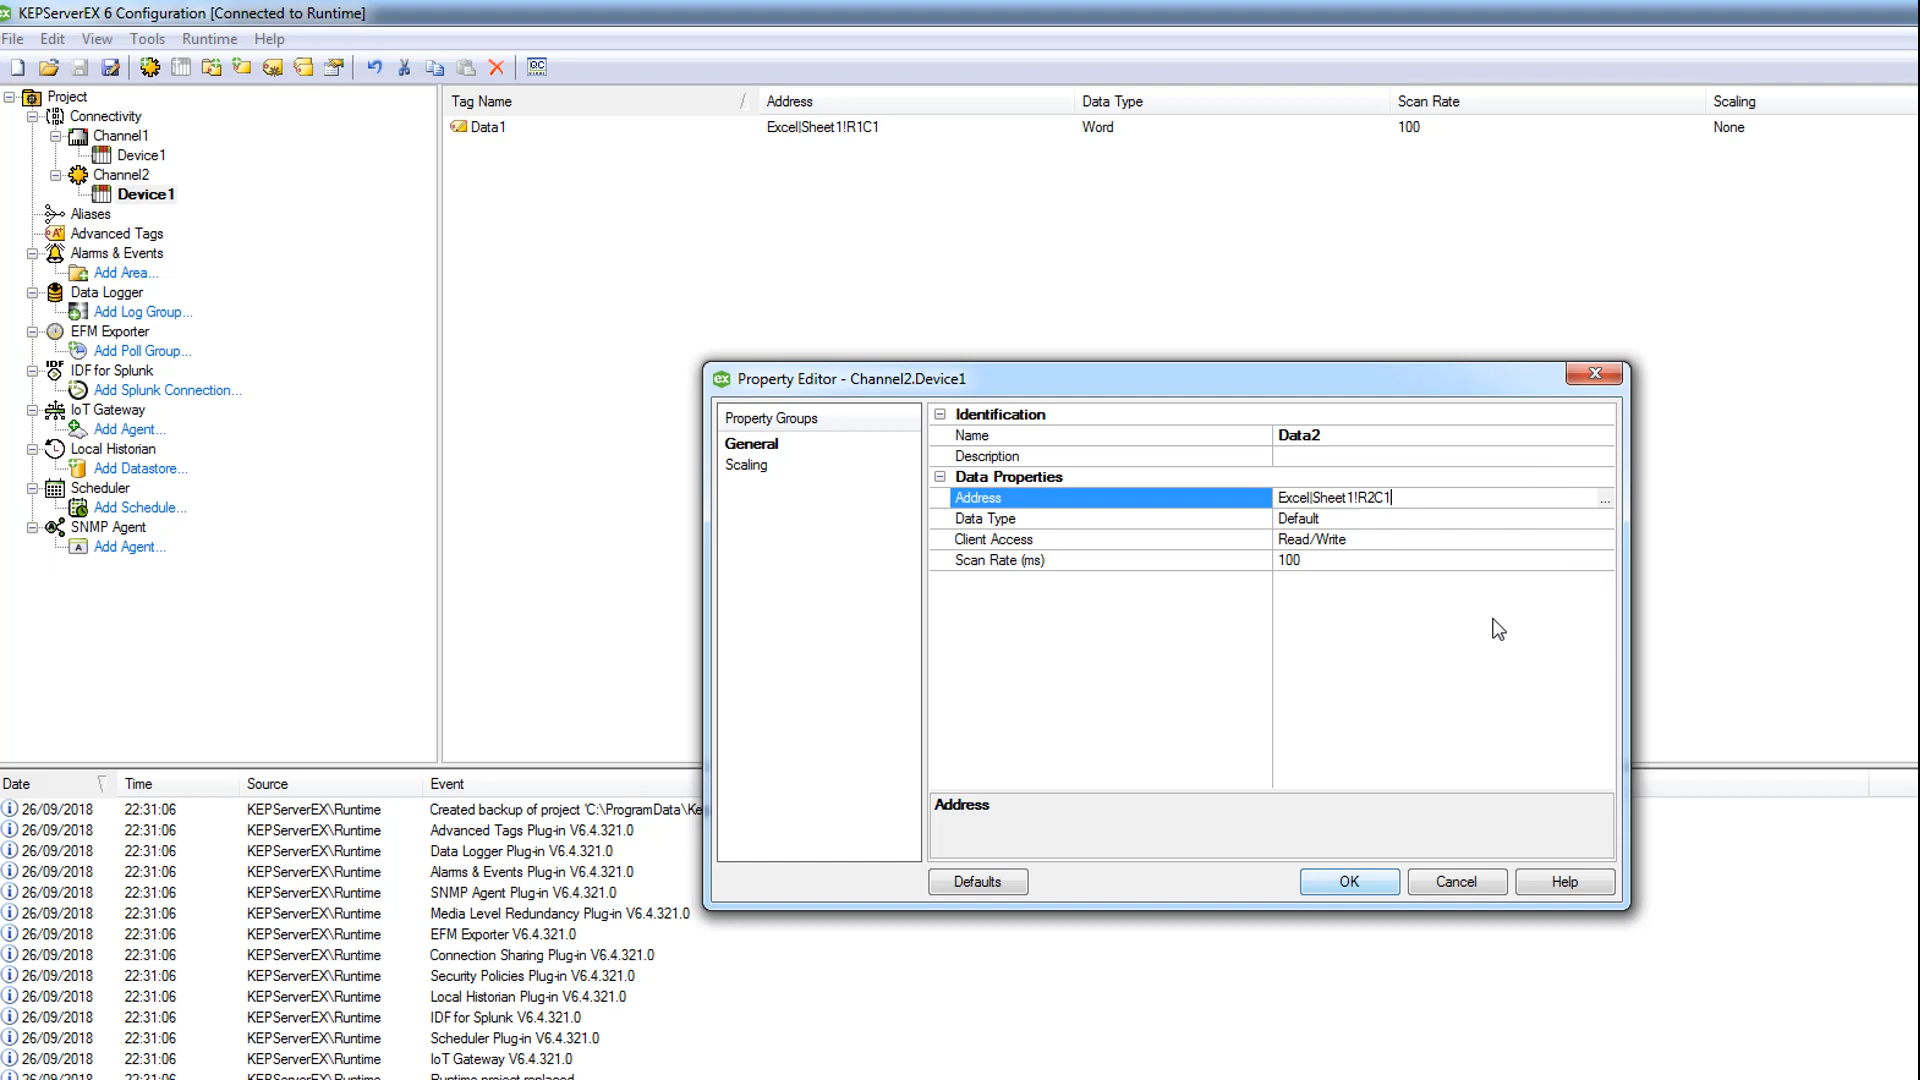 KEPServerEX 6 Configuration [Connected to Runtime]
File Edit View Tools Runtime Help
QC
Project
Connectivity
Channel1
Device1
Channel2
Device1
Aliases
Advanced Tags
Alarms & Events
Add Area...
Data Logger
Add Log Group...
EFM Exporter
Add Poll Group...
IDF for Splunk
Add Splunk Connection...
IoT Gateway
Add Agent...
Local Historian
Add Datastore...
Scheduler
Add Schedule...
SNMP Agent
Add Agent...
Tag Name Address Data Type Scan Rate Scaling
Data1 Excel|Sheet1!R1C1 Word 100 None
Property Editor - Channel2.Device1
Property Groups
General
Scaling
Identification
Name Data2
Description
Data Properties
Address Excel|Sheet1!R2C1 ...
Data Type Default
Client Access Read/Write
Scan Rate (ms) 100
Address
Defaults OK Cancel Help
Date Time Source Event
26/09/2018 22:31:06 KEPServerEX\Runtime Created backup of project 'C:\ProgramData\Ke
26/09/2018 22:31:06 KEPServerEX\Runtime Advanced Tags Plug-in V6.4.321.0
26/09/2018 22:31:06 KEPServerEX\Runtime Data Logger Plug-in V6.4.321.0
26/09/2018 22:31:06 KEPServerEX\Runtime Alarms & Events Plug-in V6.4.321.0
26/09/2018 22:31:06 KEPServerEX\Runtime SNMP Agent Plug-in V6.4.321.0
26/09/2018 22:31:06 KEPServerEX\Runtime Media Level Redundancy Plug-in V6.4.321.0
26/09/2018 22:31:06 KEPServerEX\Runtime EFM Exporter V6.4.321.0
26/09/2018 22:31:06 KEPServerEX\Runtime Connection Sharing Plug-in V6.4.321.0
26/09/2018 22:31:06 KEPServerEX\Runtime Security Policies Plug-in V6.4.321.0
26/09/2018 22:31:06 KEPServerEX\Runtime Local Historian Plug-in V6.4.321.0
26/09/2018 22:31:06 KEPServerEX\Runtime IDF for Splunk V6.4.321.0
26/09/2018 22:31:06 KEPServerEX\Runtime Scheduler Plug-in V6.4.321.0
26/09/2018 22:31:06 KEPServerEX\Runtime IoT Gateway V6.4.321.0
26/09/2018 22:31:06 KEPServerEX\Runtime Runtime project replaced